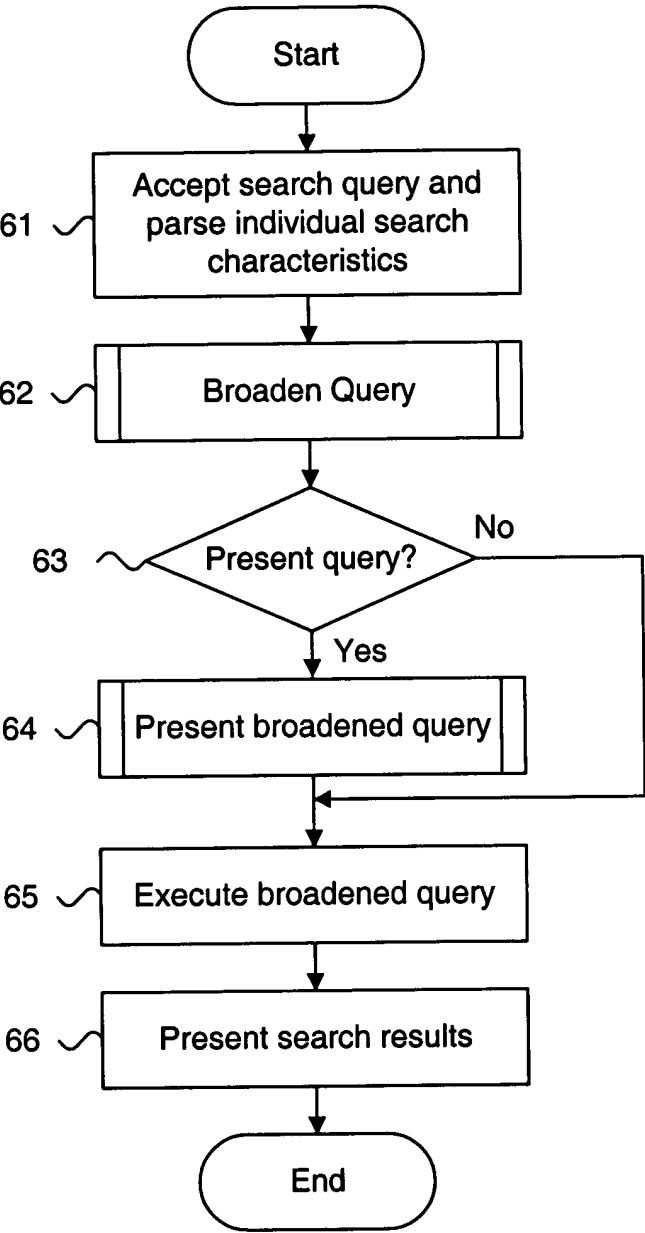 Start
61
Accept search query and
parse individual search
characteristics
62
Broaden Query
63
Present query?
No
Yes
64
Present broadened query
65
Execute broadened query
66
Present search results
End